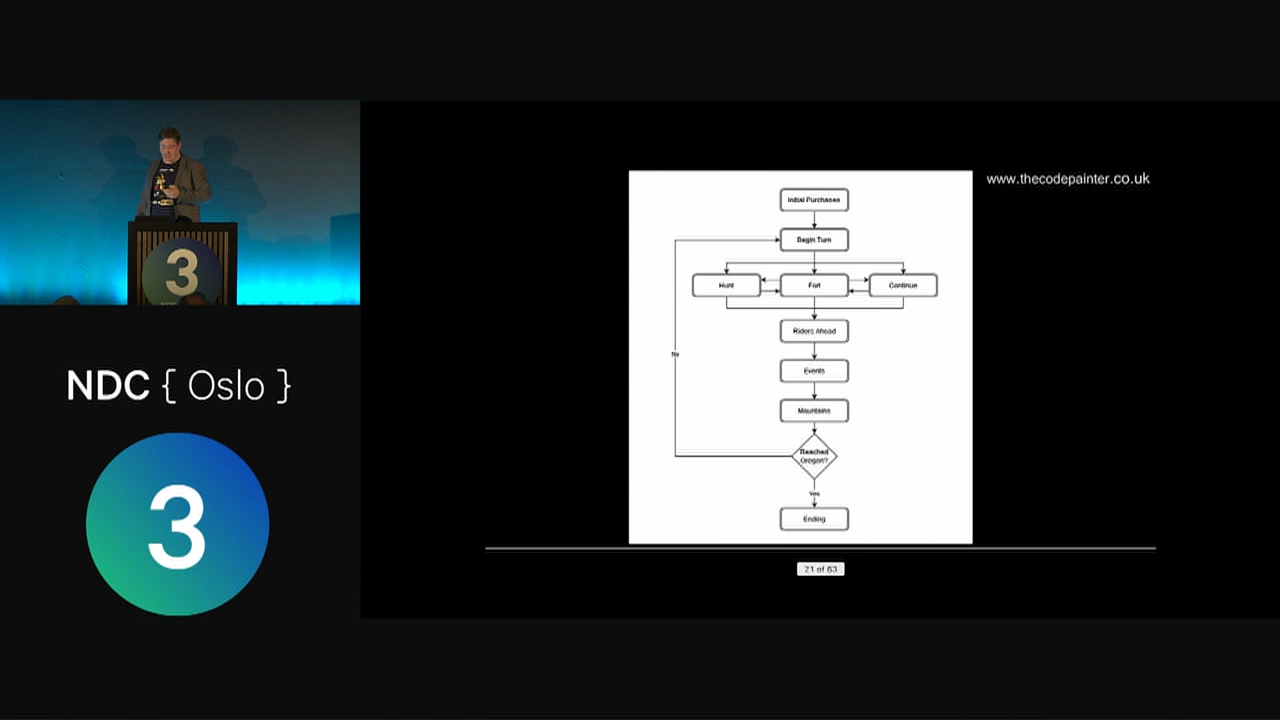 3
NDC { Oslo }
3
www.thecodepainter.co.uk
Initial Purchases
Begin Turn
Hunt
Fort
Continue
Riders Ahead
Events
Mountains
Reached
Oregon?
No
Yes
Ending
21 of 63